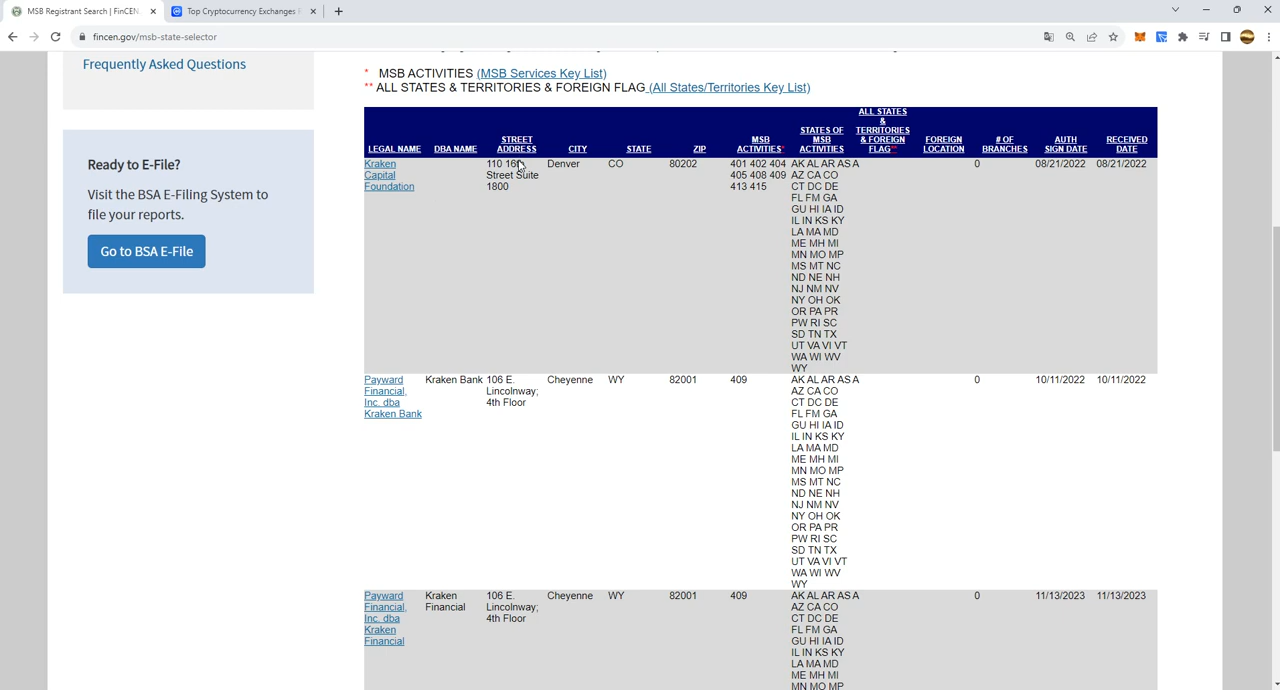 MSB Registrant Search | FinCEN.
Top Cryptocurrency Exchanges
fincen.gov/msb-state-selector
Frequently Asked Questions
Ready to E-File?
Visit the BSA E-Filing System to
file your reports.
Go to BSA E-File
* MSB ACTIVITIES (MSB Services Key List)
** ALL STATES & TERRITORIES & FOREIGN FLAG (All States/Territories Key List)
LEGAL NAME DBA NAME STREET ADDRESS CITY STATE ZIP MSB ACTIVITIES* STATES OF MSB ACTIVITIES ALL STATES & TERRITORIES & FOREIGN FLAG** FOREIGN LOCATION # OF BRANCHES AUTH SIGN DATE RECEIVED DATE
Kraken 110 16th Denver CO 80202 401 402 404 AK AL AR AS A 0 08/21/2022 08/21/2022
Capital Street Suite 405 408 409 AZ CA CO
Foundation 1800 413 415 CT DC DE
FL FM GA
GU HI IA ID
IL IN KS KY
LA MA MD
ME MH MI
MN MO MP
MS MT NC
ND NE NH
NJ NM NV
NY OH OK
OR PA PR
PW RI SC
SD TN TX
UT VA VI VT
WA WI WV
WY
Payward Kraken Bank 106 E. Cheyenne WY 82001 409 AK AL AR AS A 0 10/11/2022 10/11/2022
Financial, Lincolnway; AZ CA CO
Inc. dba 4th Floor CT DC DE
Kraken Bank FL FM GA
GU HI IA ID
IL IN KS KY
LA MA MD
ME MH MI
MN MO MP
MS MT NC
ND NE NH
NJ NM NV
NY OH OK
OR PA PR
PW RI SC
SD TN TX
UT VA VI VT
WA WI WV
WY
Payward Kraken 106 E. Cheyenne WY 82001 409 AK AL AR AS A 0 11/13/2023 11/13/2023
Financial, Financial Lincolnway; AZ CA CO
Inc. dba 4th Floor CT DC DE
Kraken FL FM GA
Financial GU HI IA ID
IL IN KS KY
LA MA MD
ME MH MI
MN MO MP